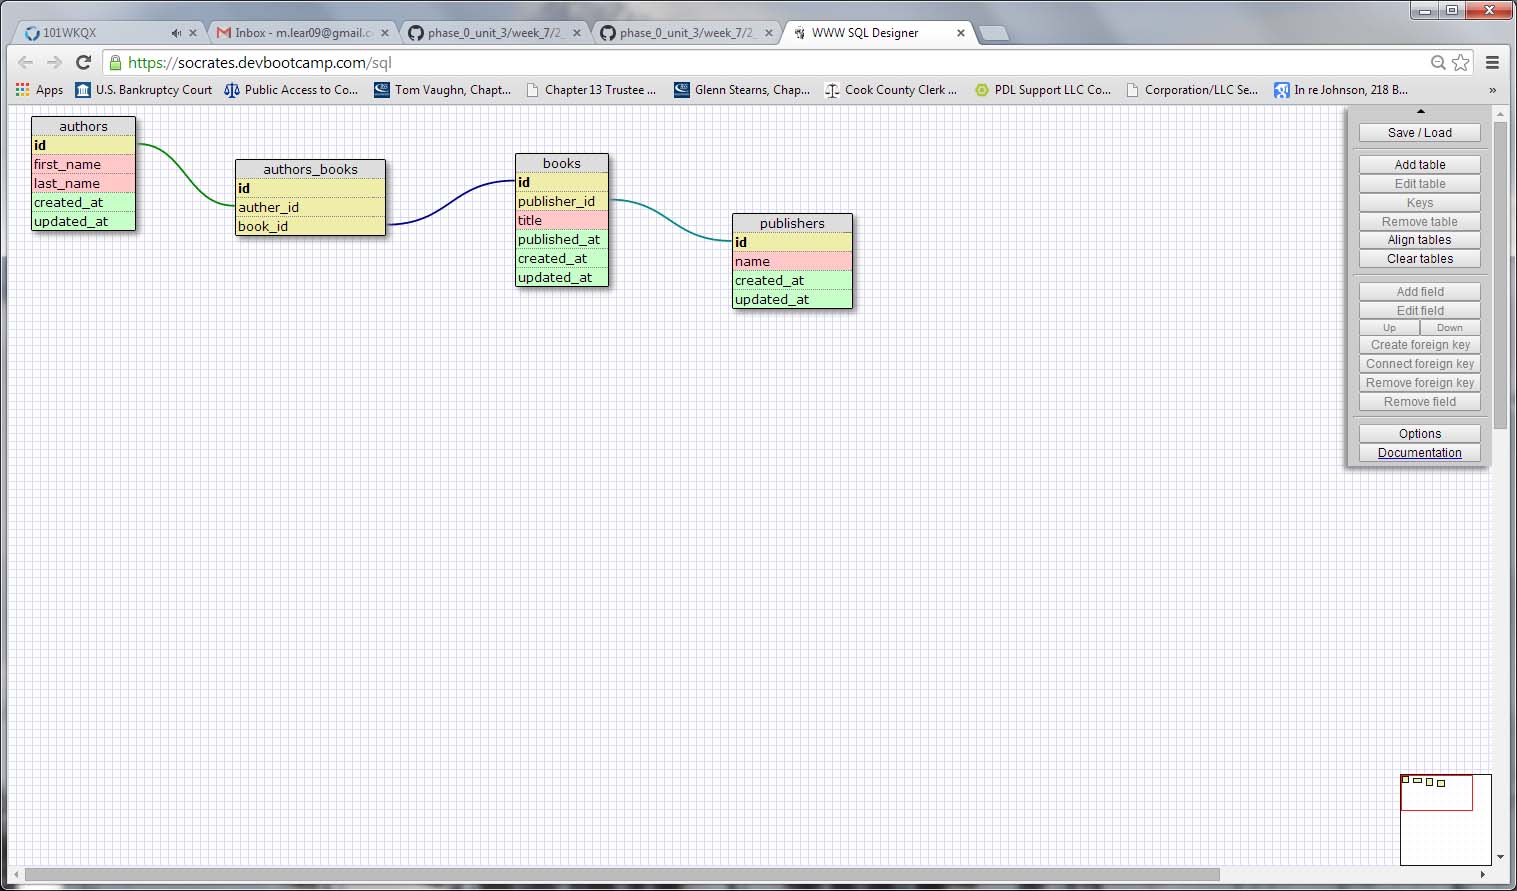 101WKQX
Inbox - m.lear09@gmail.c
phase_0_unit_3/week_7/2_
phase_0_unit_3/week_7/2_
WWW SQL Designer
https://socrates.devbootcamp.com/sql
Apps
U.S. Bankruptcy Court
Public Access to Co...
Tom Vaughn, Chapt...
Chapter 13 Trustee ...
Glenn Stearns, Chap...
Cook County Clerk ...
PDL Support LLC Co...
Corporation/LLC Se...
In re Johnson, 218 B...
»
authors
id
first_name
last_name
created_at
updated_at
authors_books
id
auther_id
book_id
books
id
publisher_id
title
published_at
created_at
updated_at
publishers
id
name
created_at
updated_at
Save / Load
Add table
Edit table
Keys
Remove table
Align tables
Clear tables
Add field
Edit field
Up Down
Create foreign key
Connect foreign key
Remove foreign key
Remove field
Options
Documentation